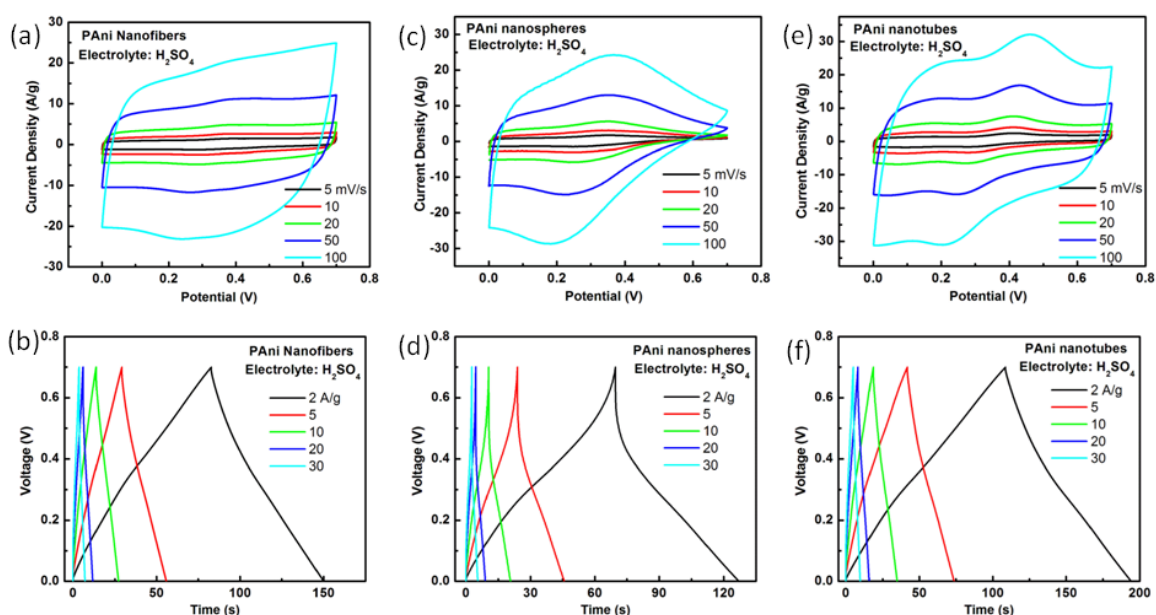 (a)
PAni Nanofibers
Electrolyte: H₂SO₄
30
20
10
0
-10
-20
-30
Current Density (A/g)
5 mV/s
10
20
50
100
0.0 0.2 0.4 0.6 0.8
Potential (V)
(c)
PAni nanospheres
Electrolyte: H₂SO₄
30
20
10
0
-10
-20
-30
Current Density (A/g)
5 mV/s
10
20
50
100
0.0 0.2 0.4 0.6 0.8
Potential (V)
(e)
PAni nanotubes
Electrolyte: H₂SO₄
30
20
10
0
-10
-20
-30
Current Density (A/g)
5 mV/s
10
20
50
100
0.0 0.2 0.4 0.6 0.8
Potential (V)
(b)
PAni Nanofibers
Electrolyte: H₂SO₄
0.8
0.6
0.4
0.2
0.0
Voltage (V)
2 A/g
5
10
20
30
0 50 100 150
Time (s)
(d)
PAni nanospheres
Electrolyte: H₂SO₄
0.8
0.6
0.4
0.2
0.0
Voltage (V)
2 A/g
5
10
20
30
0 30 60 90 120
Time (s)
(f)
PAni nanotubes
Electrolyte: H₂SO₄
0.8
0.6
0.4
0.2
0.0
Voltage (V)
2 A/g
5
10
20
30
0 50 100 150 200
Time (s)